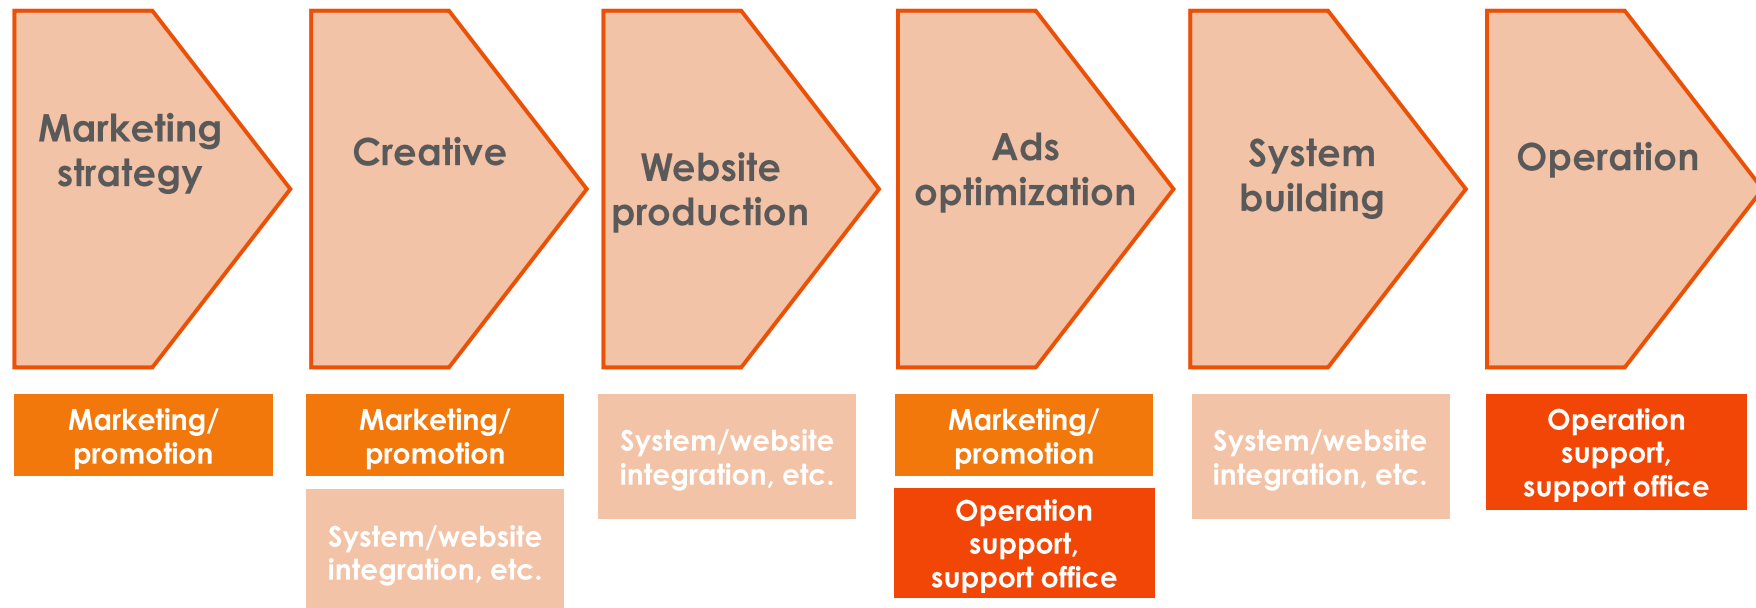 Marketing
strategy
Creative
Website
production
Ads
optimization
System
building
Operation
Marketing/
promotion
Marketing/
promotion
System/website
integration, etc.
System/website
integration, etc.
Marketing/
promotion
Operation
support,
support office
System/website
integration, etc.
Operation
support,
support office